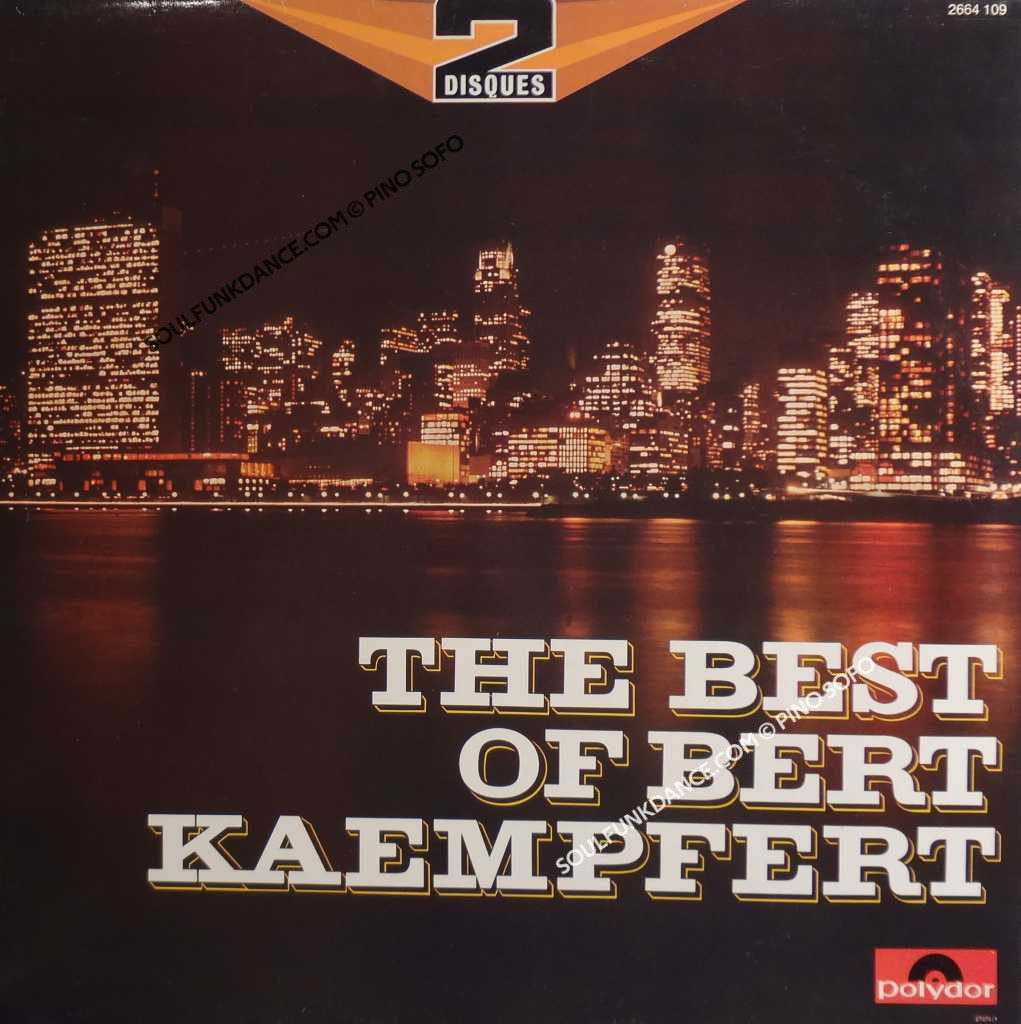 2
DISQUES
2664 109
SOULFUNKDANCE.COM © PINO SOFO
THE BEST
OF BERT
KAEMPFERT
SOULFUNKDANCE.COM © PINO SOFO
polydor